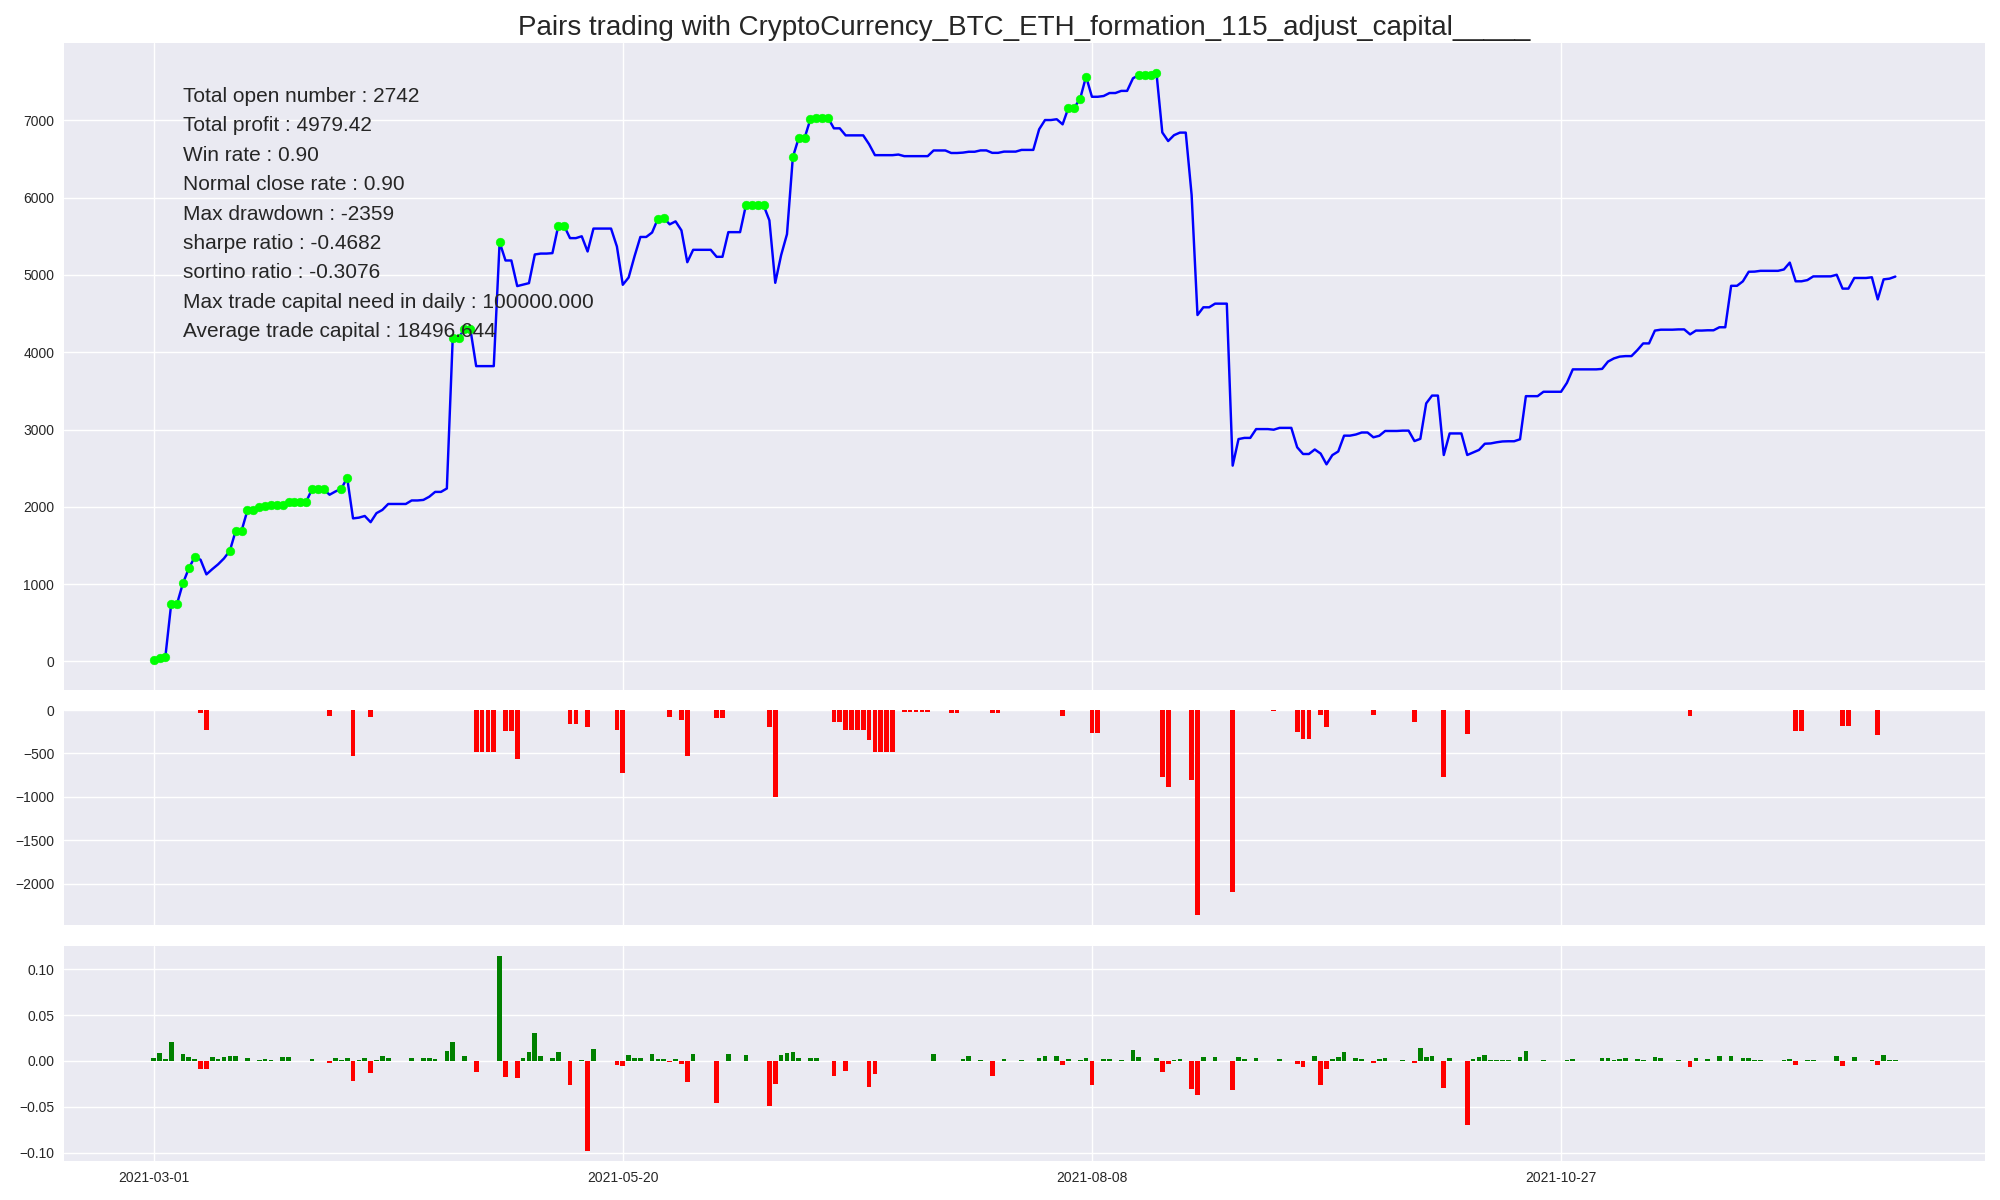 Pairs trading with CryptoCurrency_BTC_ETH_formation_115_adjust_capital_____
Total open number : 2742
Total profit : 4979.42
Win rate : 0.90
Normal close rate : 0.90
Max drawdown : -2359
sharpe ratio : -0.4682
sortino ratio : -0.3076
Max trade capital need in daily : 100000.000
Average trade capital : 18496.644
7000
6000
5000
4000
3000
2000
1000
0
0
−500
−1000
−1500
−2000
0.10
0.05
0.00
−0.05
−0.10
2021-03-01
2021-05-20
2021-08-08
2021-10-27